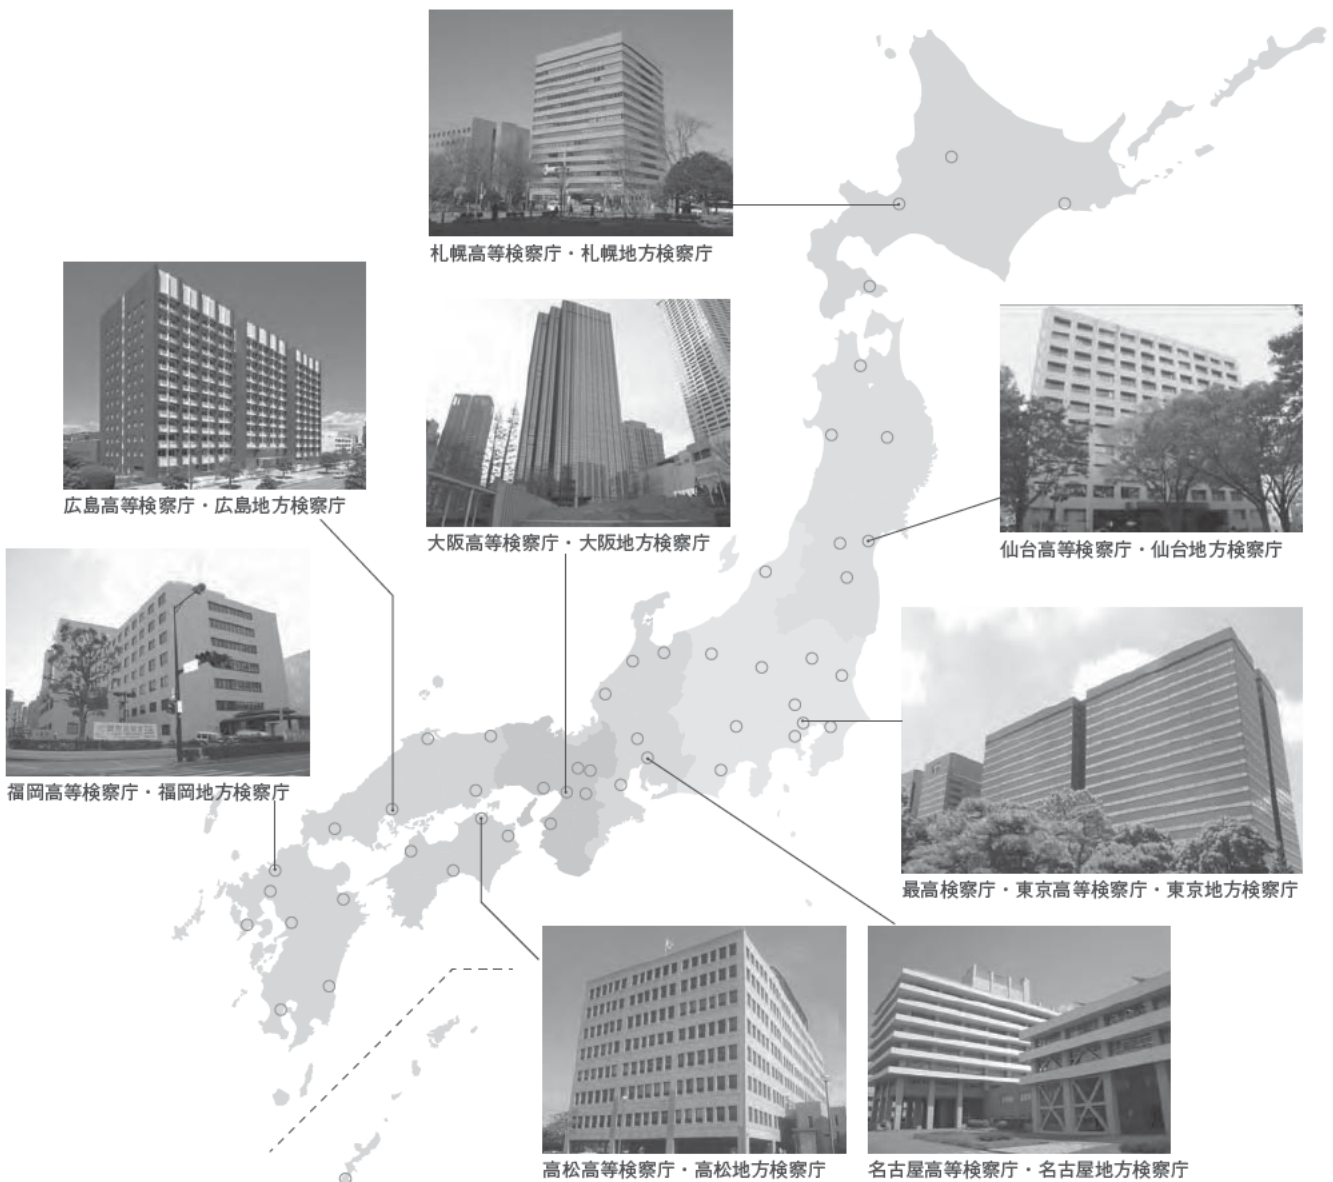 札幌高等検察庁・札幌地方検察庁
広島高等検察庁・広島地方検察庁
大阪高等検察庁・大阪地方検察庁
仙台高等検察庁・仙台地方検察庁
福岡高等検察庁・福岡地方検察庁
最高検察庁・東京高等検察庁・東京地方検察庁
高松高等検察庁・高松地方検察庁
名古屋高等検察庁・名古屋地方検察庁